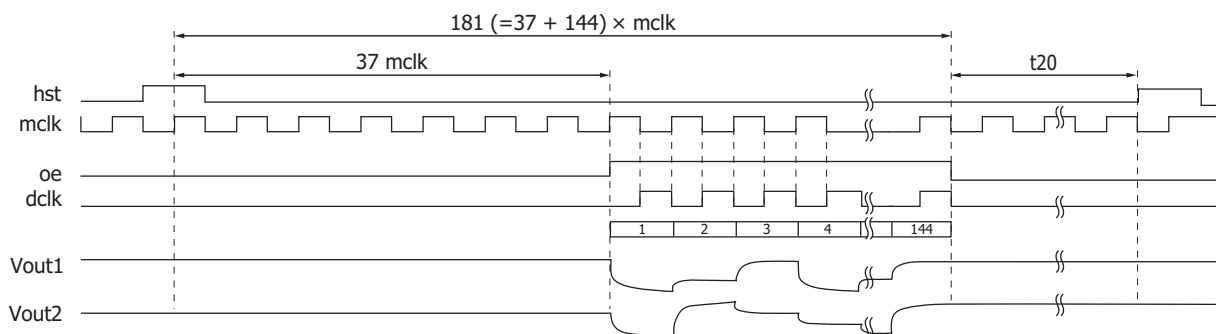 181 (=37 + 144) × mclk
37 mclk
t20
hst
mclk
oe
dclk
1 2 3 4 144
Vout1
Vout2